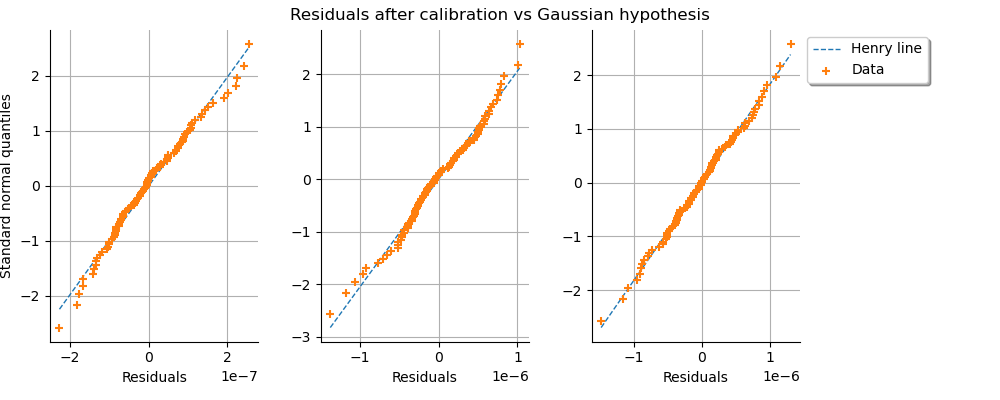 Residuals after calibration vs Gaussian hypothesis
Standard normal quantiles
2
1
0
−1
−2
−2
0
2
1e−7
Residuals
2
1
0
−1
−2
−3
−1
0
1
1e−6
Residuals
2
1
0
−1
−2
−1
0
1
1e−6
Residuals
Henry line
Data